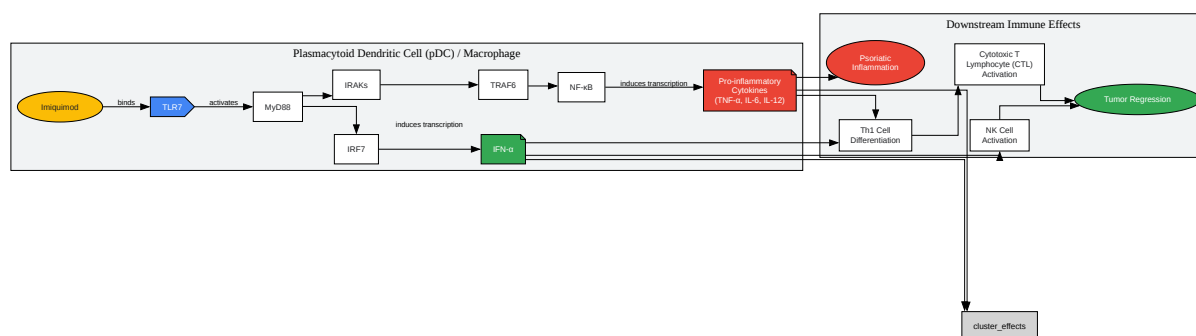 Downstream Immune Effects
Plasmacytoid Dendritic Cell (pDC) / Macrophage
Imiquimod
binds
TLR7
activates
MyD88
IRAKs
TRAF6
NF-κB
induces transcription
Pro-inflammatory
Cytokines
(TNF-α, IL-6, IL-12)
IRF7
induces transcription
IFN-α
Psoriatic
Inflammation
Cytotoxic T
Lymphocyte (CTL)
Activation
Th1 Cell
Differentiation
NK Cell
Activation
Tumor Regression
cluster_effects